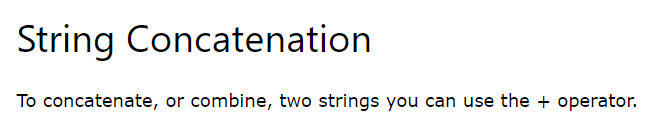 String Concatenation
To concatenate, or combine, two strings you can use the + operator.